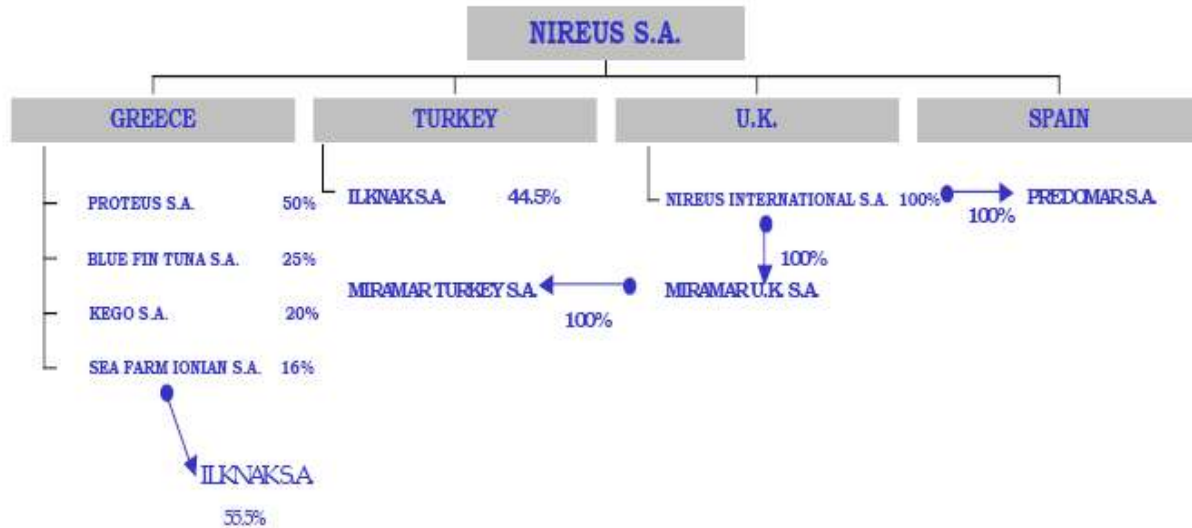 NIREUS S.A.
GREECE TURKEY U.K. SPAIN
PROTEUS S.A. 50% ILKNAK S.A. 44.5% NIREUS INTERNATIONAL S.A. 100% PREDOMAR S.A.
100%
BLUE FIN TUNA S.A. 25% 100%
MIRAMAR TURKEY S.A. MIRAMAR U.K. S.A.
KEGO S.A. 20% 100%
SEA FARM IONIAN S.A. 16%
ILKNAK S.A.
55.5%